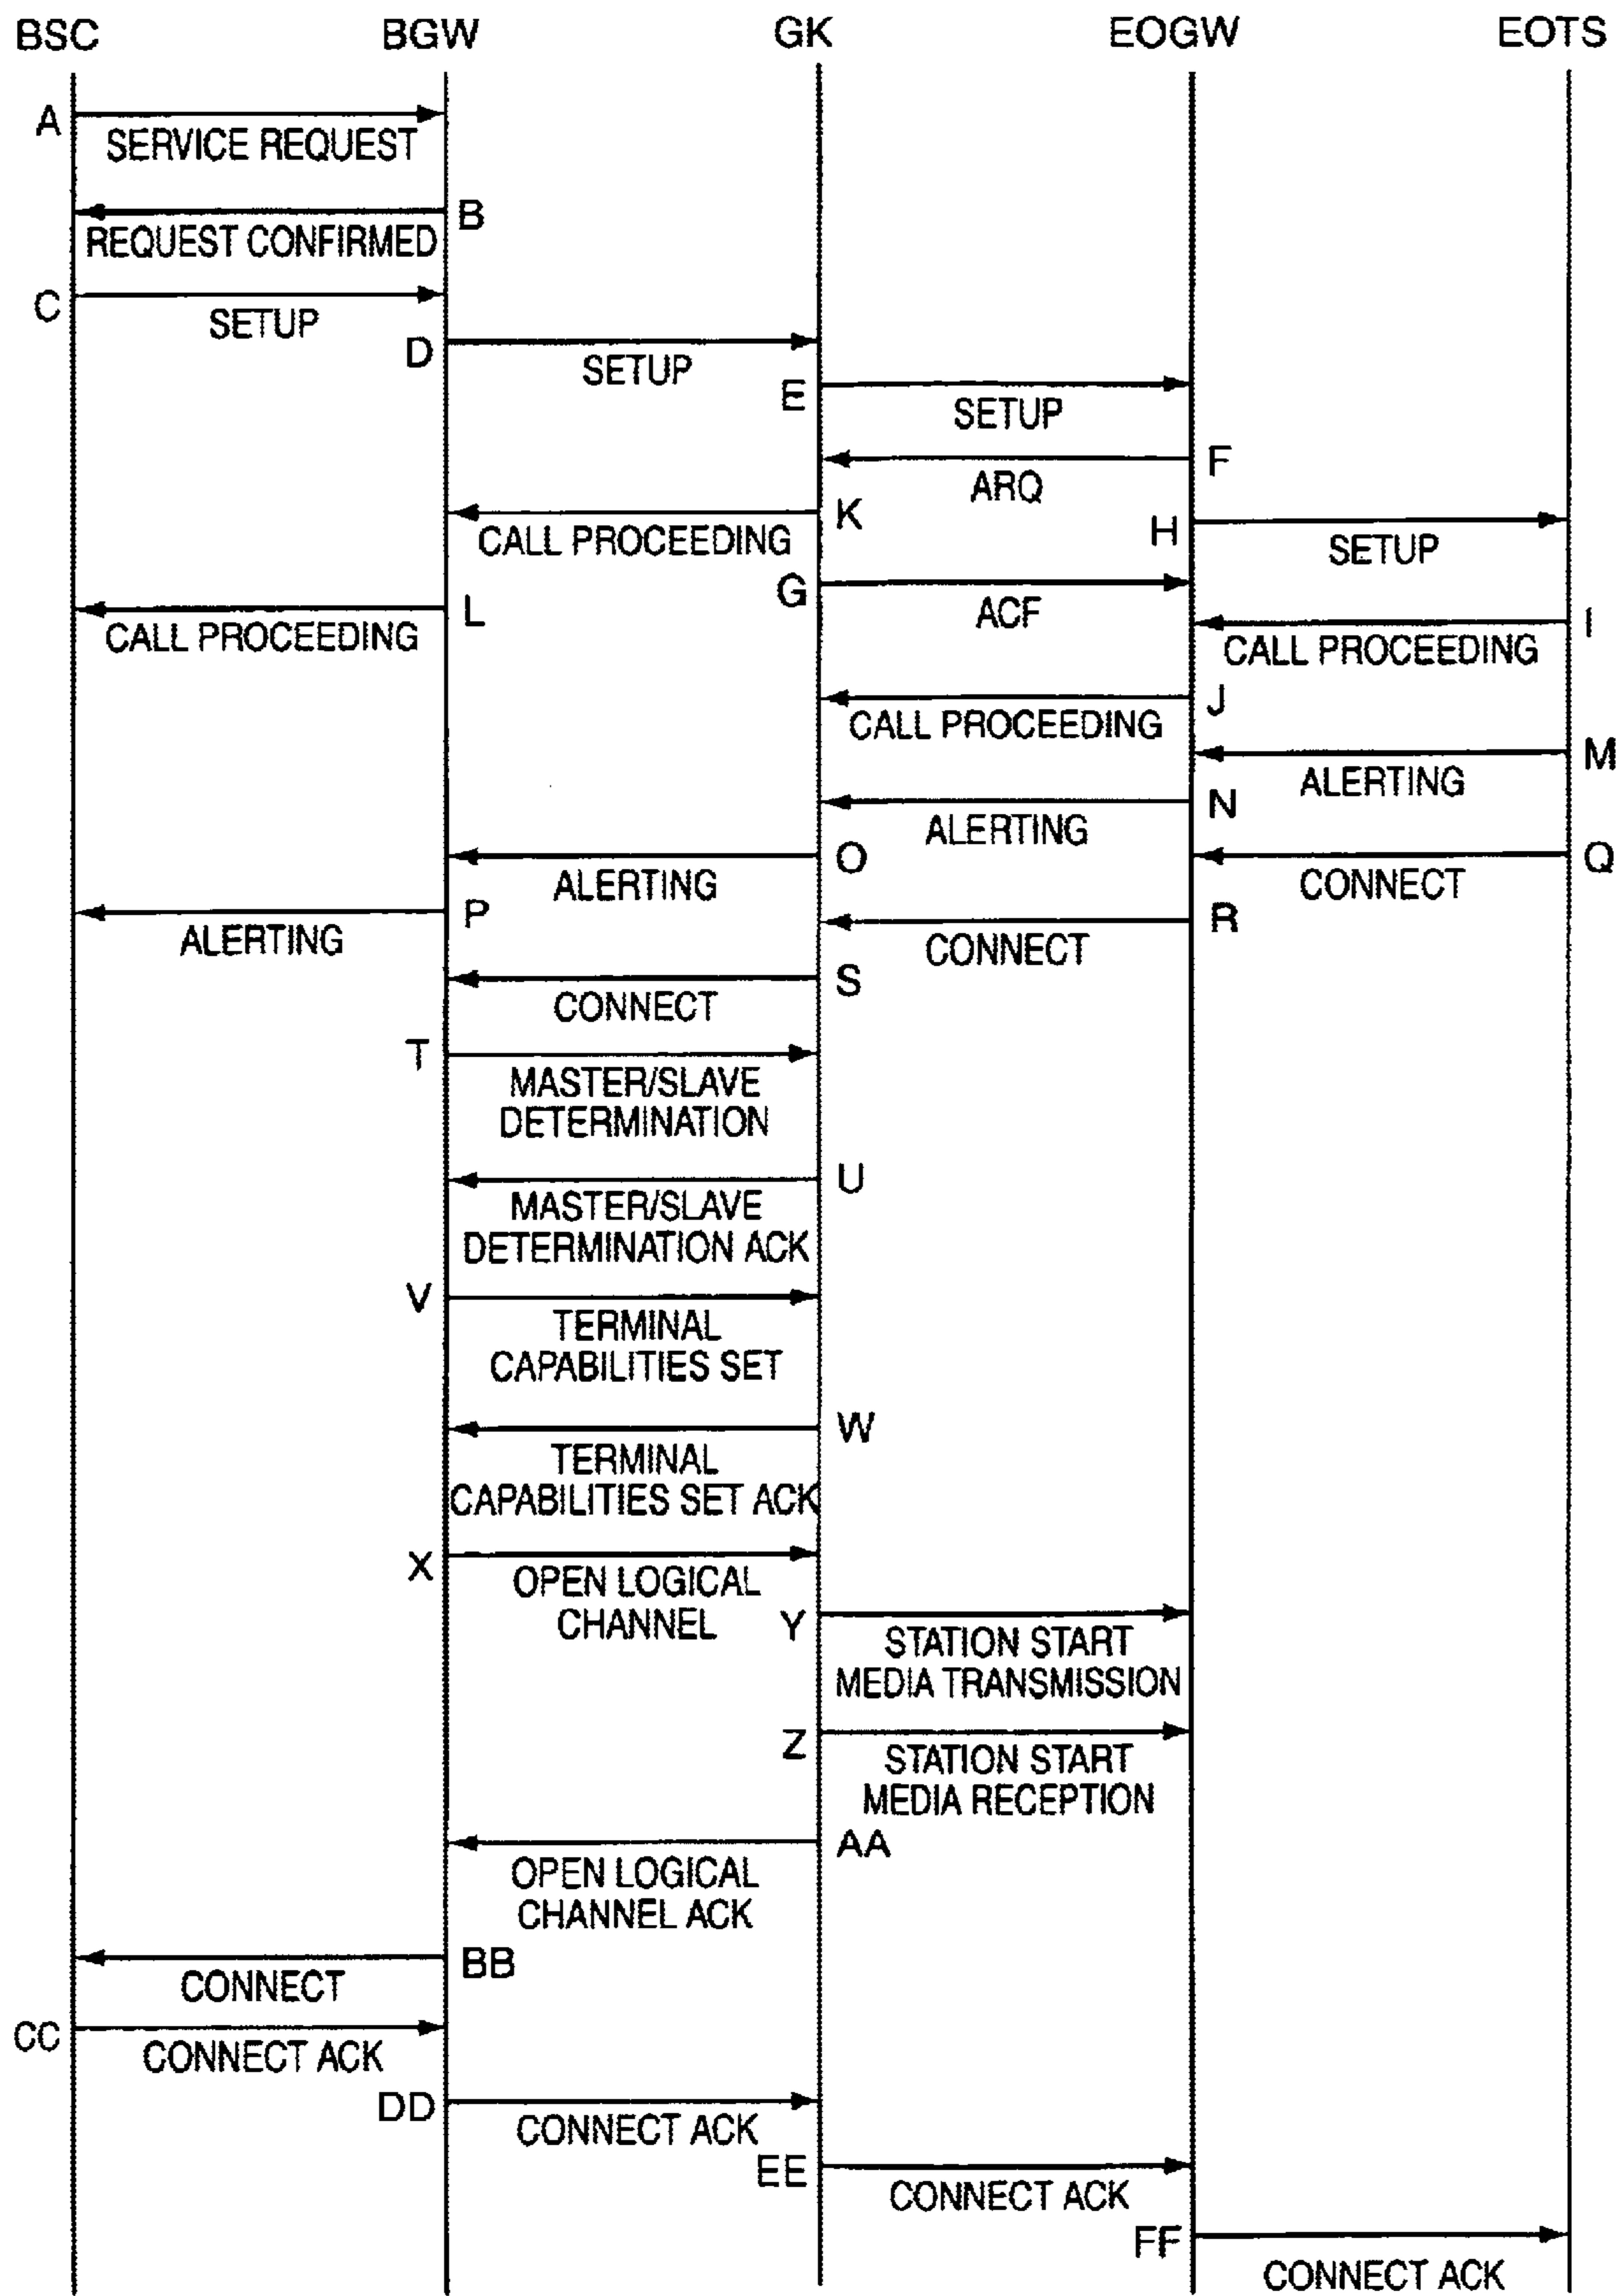 BSC BGW GK EOGW EOTS
A
SERVICE REQUEST
B
REQUEST CONFIRMED
C
SETUP
D
SETUP
E
SETUP
F
ARQ
K
CALL PROCEEDING
H
SETUP
G
ACF
L
CALL PROCEEDING
I
CALL PROCEEDING
J
CALL PROCEEDING
M
ALERTING
N
ALERTING
O
ALERTING
Q
CONNECT
P
ALERTING
R
CONNECT
S
CONNECT
T
MASTER/SLAVE
DETERMINATION
U
MASTER/SLAVE
DETERMINATION ACK
V
TERMINAL
CAPABILITIES SET
W
TERMINAL
CAPABILITIES SET ACK
X
OPEN LOGICAL
CHANNEL
Y
STATION START
MEDIA TRANSMISSION
Z
STATION START
MEDIA RECEPTION
AA
OPEN LOGICAL
CHANNEL ACK
BB
CONNECT
CC
CONNECT ACK
DD
CONNECT ACK
EE
CONNECT ACK
FF
CONNECT ACK